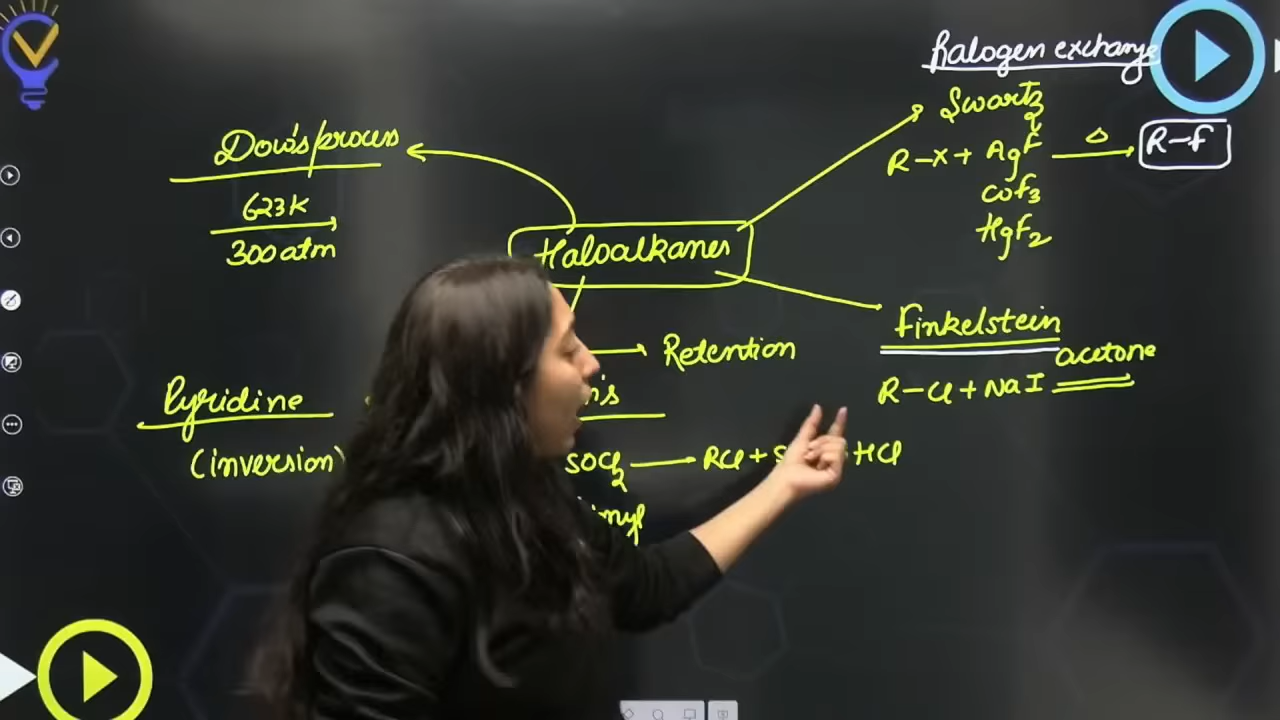 halogen exchange
Swartz
R-X + AgF Δ R-F
CoF3
HgF2
Dow's process
623K
300 atm
Haloalkanes
Finkelstein
acetone
R-Cl + NaI
Retention
Pyridine
(inversion)
SOCl2 → RCl + HCl